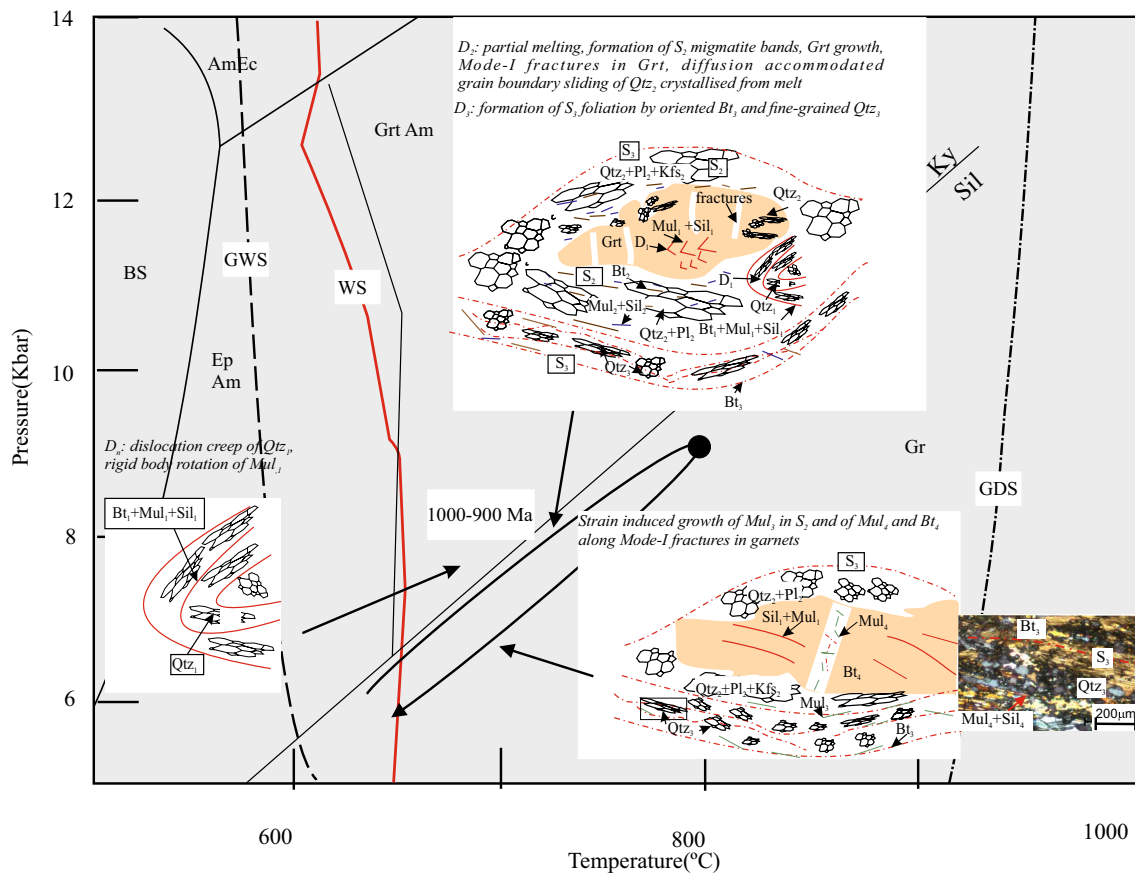 14
12
10
8
6
Pressure(Kbar)
600
800
1000
Temperature(ºC)
AmEc
Grt Am
BS
GWS
WS
Ep
Am
Gr
GDS
Ky
Sil
1000-900 Ma
D₂: partial melting, formation of S₂ migmatite bands, Grt growth,
Mode-I fractures in Grt, diffusion accommodated
grain boundary sliding of Qtz₂ crystallised from melt
D₃: formation of S₃ foliation by oriented Bt₃ and fine-grained Qtz₃
S₃
Qtz₂+Pl₂+Kfs₂
S₂
Qtz₂
fractures
Mul₁ +Sil₁
Grt
D₁
Bt₂
S₂
D₁
Mul₂+Sil₂
Qtz₁
Qtz₂+Pl₂
Bt₁+Mul₁+Sil₁
S₃
Qtz₃
Bt₃
Dₙ: dislocation creep of Qtz₁,
rigid body rotation of Mul₁
Bt₁+Mul₁+Sil₁
Qtz₁
Strain induced growth of Mul₃ in S₂ and of Mul₄ and Bt₄
along Mode-I fractures in garnets
S₃
Qtz₂+Pl₂
Sil₁+Mul₁
Mul₄
Bt₄
Qtz₂+Pl₂+Kfs₂
Mul₃
Qtz₃
Bt₃
Bt₃
S₃
Qtz₃
Mul₄+Sil₄
200μm